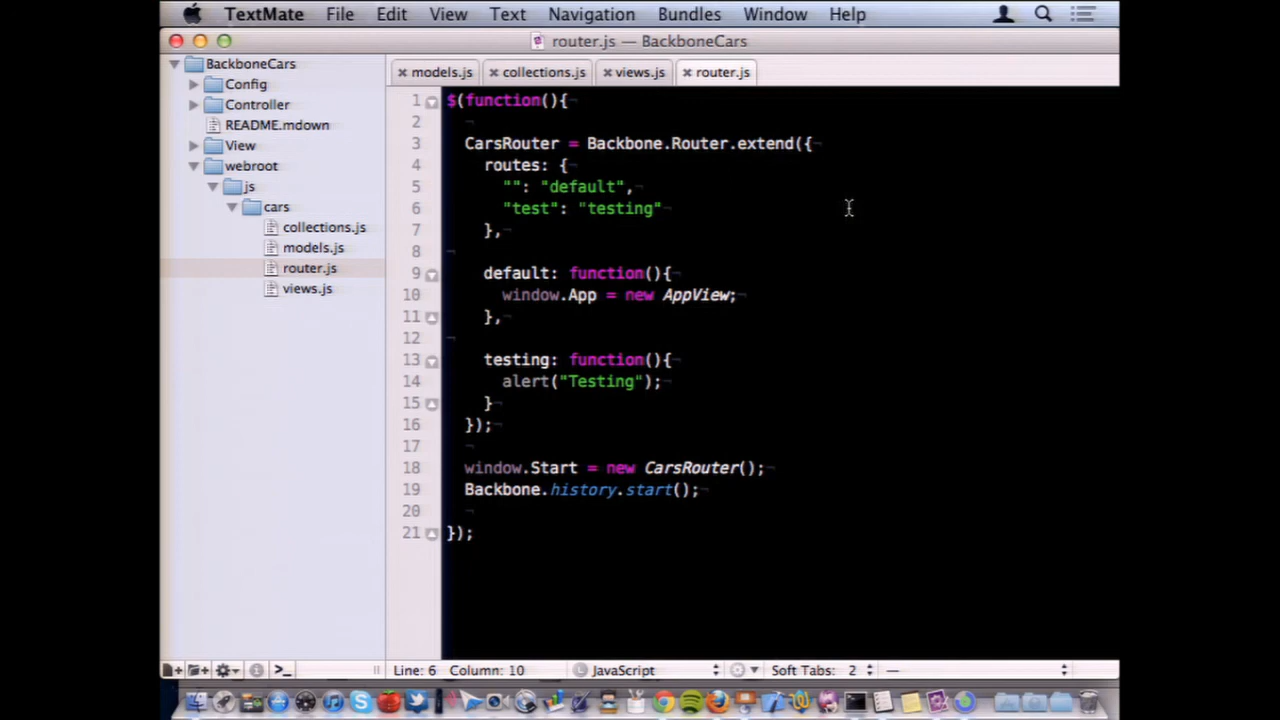 TextMate File Edit View Text Navigation Bundles Window Help
router.js — BackboneCars
BackboneCars
Config
Controller
README.mdown
View
webroot
js
cars
collections.js
models.js
router.js
views.js
models.js collections.js views.js router.js
1 $(function(){
2
3 CarsRouter = Backbone.Router.extend({
4 routes: {
5 "": "default",
6 "test": "testing"
7 },
8
9 default: function(){
10 window.App = new AppView;
11 },
12
13 testing: function(){
14 alert("Testing");
15 }
16 });
17
18 window.Start = new CarsRouter();
19 Backbone.history.start();
20
21 });
Line: 6 Column: 10 JavaScript Soft Tabs: 2 —